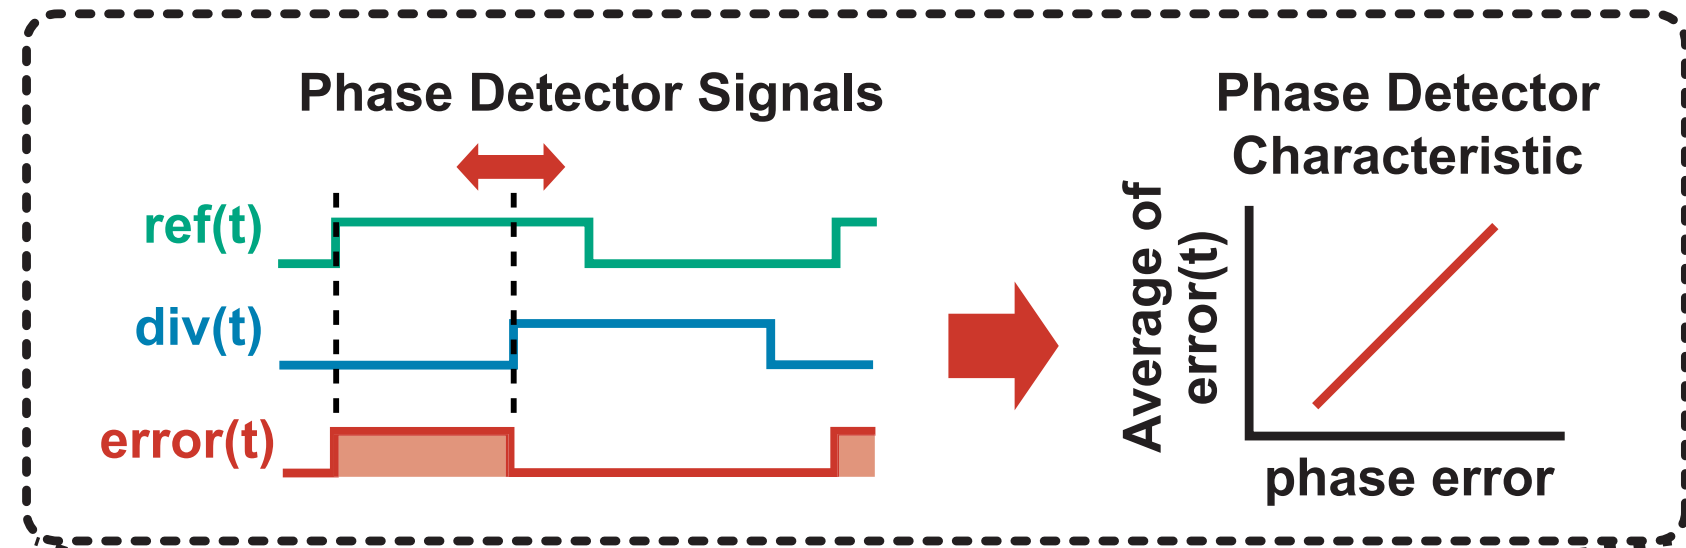 Phase Detector Signals
ref(t)
div(t)
error(t)
Phase Detector
Characteristic
Average of
error(t)
phase error